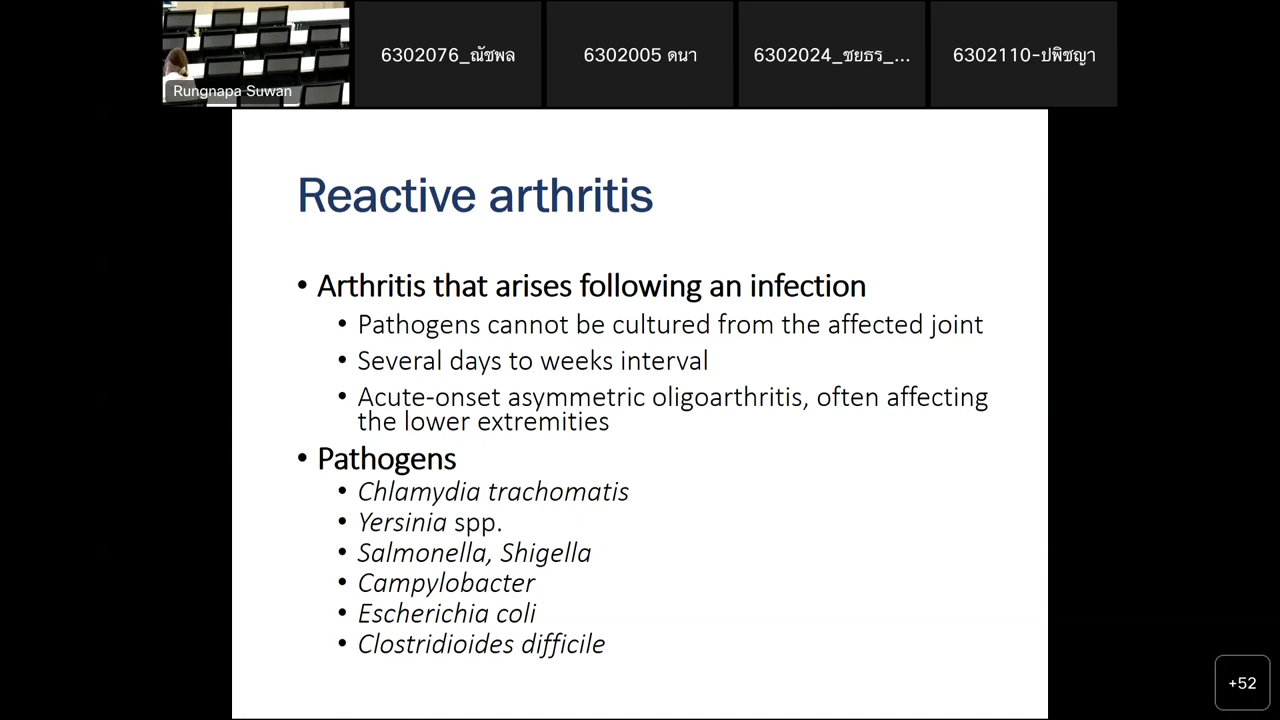 Rungnapa Suwan
6302076_ณัชพล
6302005 ดนา
6302024_ชยธร_...
6302110-ปพิชญา
Reactive arthritis
• Arthritis that arises following an infection
• Pathogens cannot be cultured from the affected joint
• Several days to weeks interval
• Acute-onset asymmetric oligoarthritis, often affecting
the lower extremities
• Pathogens
• Chlamydia trachomatis
• Yersinia spp.
• Salmonella, Shigella
• Campylobacter
• Escherichia coli
• Clostridioides difficile
+52